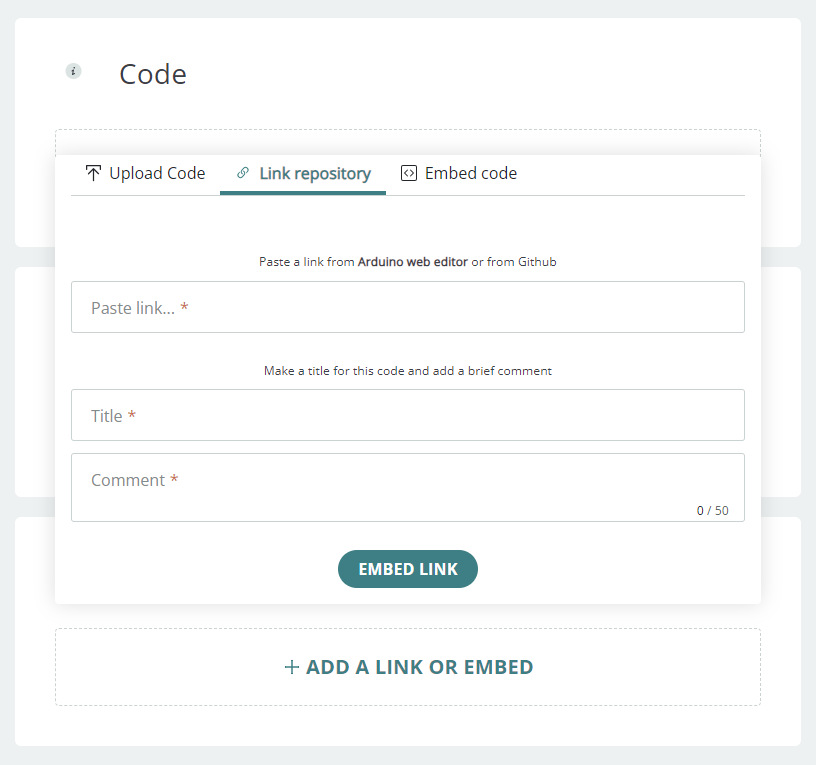 Code
Upload Code
Link repository
Embed code
Paste a link from Arduino web editor or from Github
Paste link... *
Make a title for this code and add a brief comment
Title *
Comment *
0 / 50
EMBED LINK
+ ADD A LINK OR EMBED